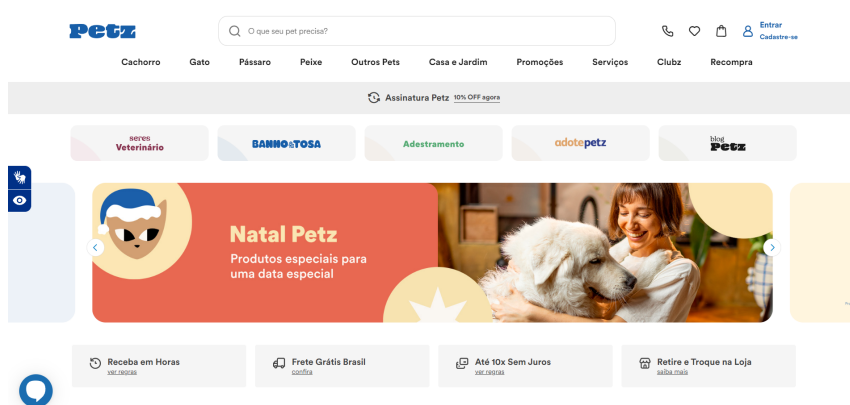 Petz
O que seu pet precisa?
Entrar
Cadastre-se
Cachorro Gato Pássaro Peixe Outros Pets Casa e Jardim Promoções Serviços Clubz Recompra
Assinatura Petz 10% OFF agora
seres
Veterinário
BANHO&TOSA
Adestramento
adotepetz
blog
Petz
Natal Petz
Produtos especiais para
uma data especial
Receba em Horas
ver regras
Frete Grátis Brasil
confira
Até 10x Sem Juros
ver regras
Retire e Troque na Loja
saiba mais